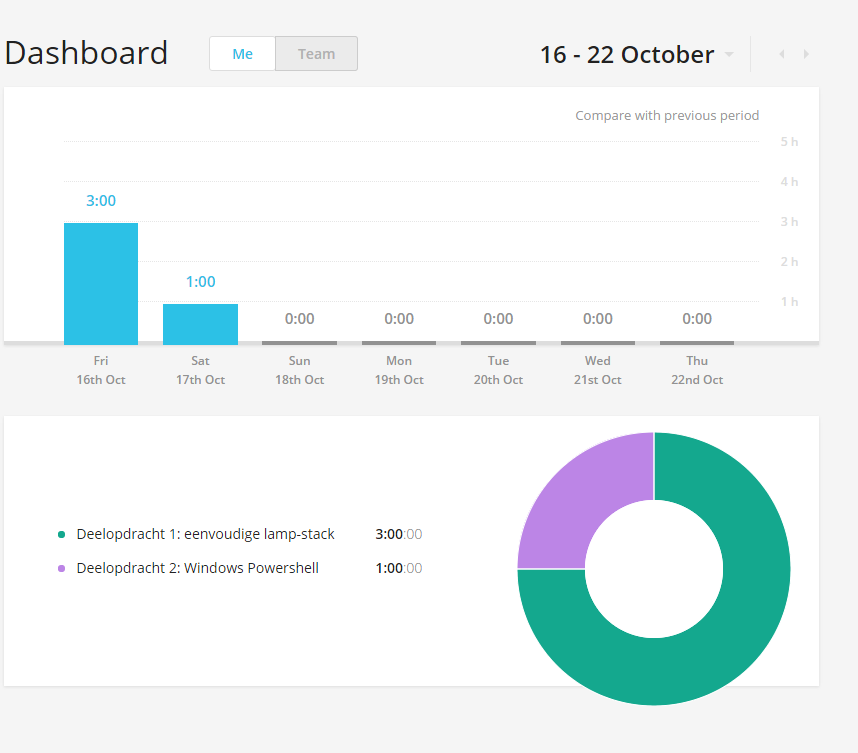 Dashboard Me Team 16 - 22 October
Compare with previous period
5 h
4 h
3:00
3 h
2 h
1:00
1 h
0:00 0:00 0:00 0:00 0:00
Fri Sat Sun Mon Tue Wed Thu
16th Oct 17th Oct 18th Oct 19th Oct 20th Oct 21st Oct 22nd Oct
Deelopdracht 1: eenvoudige lamp-stack 3:00:00
Deelopdracht 2: Windows Powershell 1:00:00